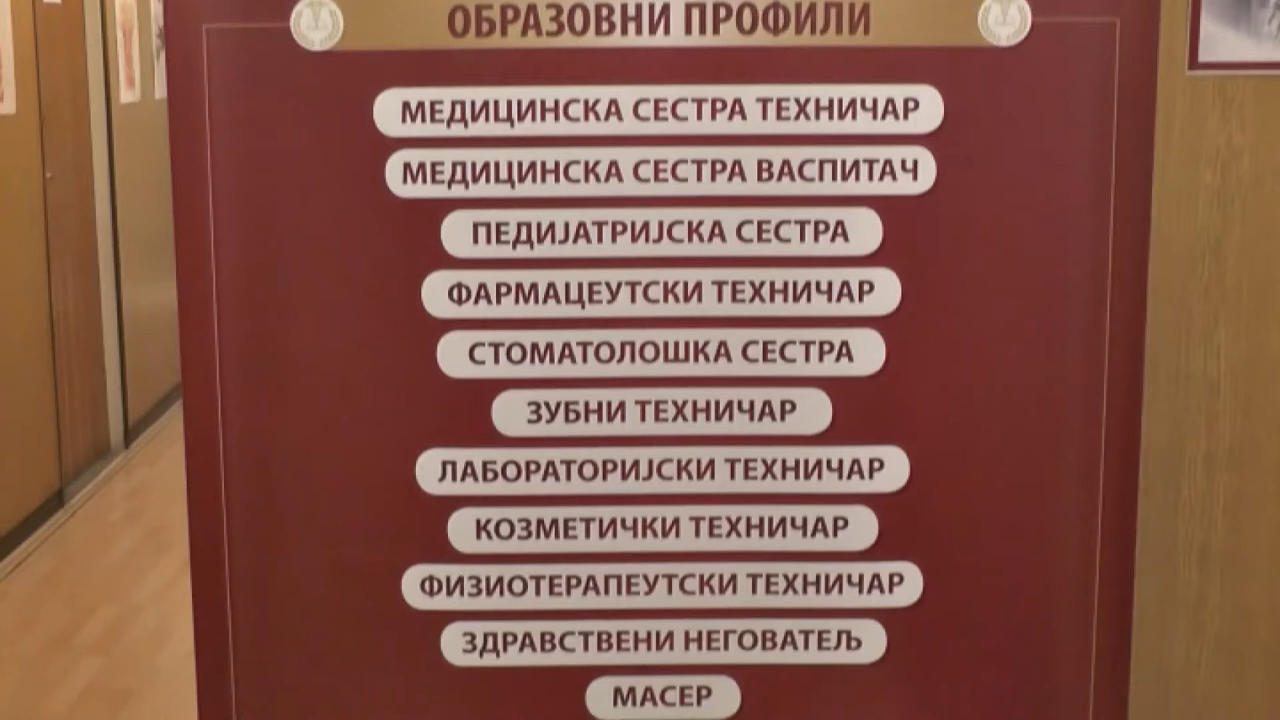 ОБРАЗОВНИ ПРОФИЛИ
МЕДИЦИНСКА СЕСТРА ТЕХНИЧАР
МЕДИЦИНСКА СЕСТРА ВАСПИТАЧ
ПЕДИЈАТРИЈСКА СЕСТРА
ФАРМАЦЕУТСКИ ТЕХНИЧАР
СТОМАТОЛОШКА СЕСТРА
ЗУБНИ ТЕХНИЧАР
ЛАБОРАТОРИЈСКИ ТЕХНИЧАР
КОЗМЕТИЧКИ ТЕХНИЧАР
ФИЗИОТЕРАПЕУТСКИ ТЕХНИЧАР
ЗДРАВСТВЕНИ НЕГОВАТЕЉ
МАСЕР